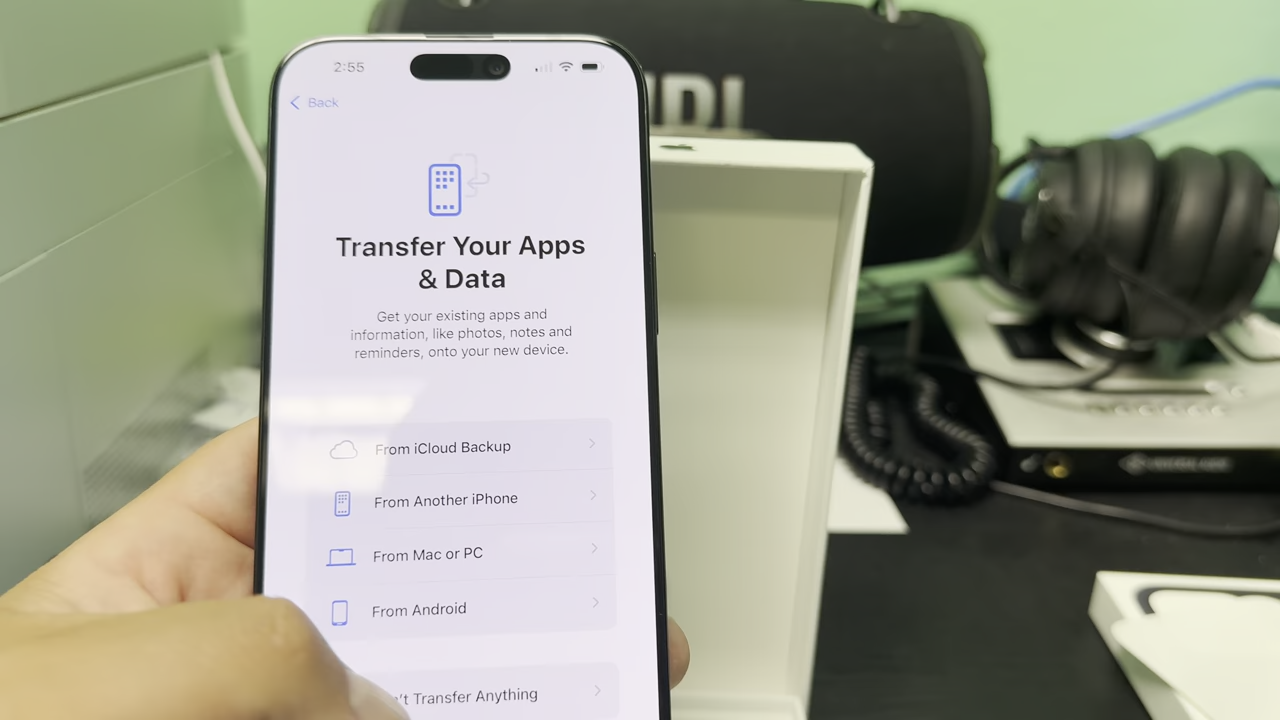 2:55
Back
Transfer Your Apps
& Data
Get your existing apps and
information, like photos, notes and
reminders, onto your new device.
From iCloud Backup
From Another iPhone
From Mac or PC
From Android
't Transfer Anything
JBL